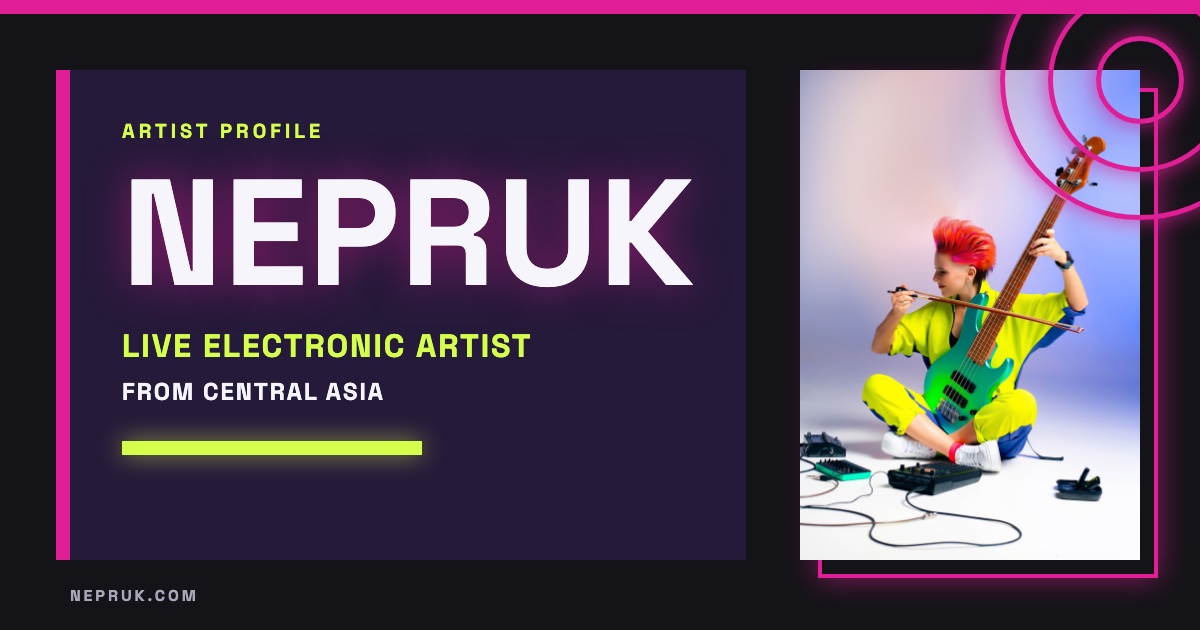 ARTIST PROFILE
NEPRUK
LIVE ELECTRONIC ARTIST
FROM CENTRAL ASIA
NEPRUK.COM